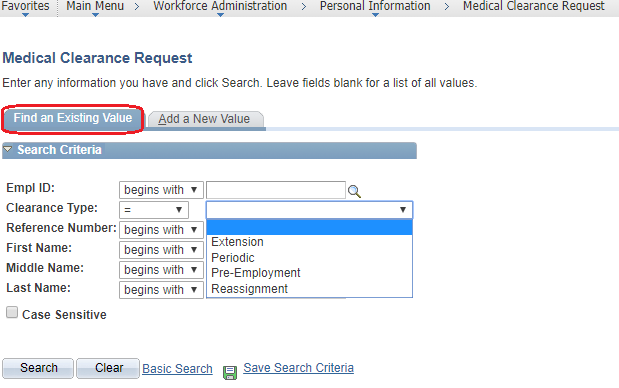 Favorites Main Menu > Workforce Administration > Personal Information > Medical Clearance Request
Medical Clearance Request
Enter any information you have and click Search. Leave fields blank for a list of all values.
Find an Existing Value Add a New Value
Search Criteria
Empl ID: begins with
Clearance Type: =
Reference Number: begins with
Extension
First Name: begins with
Periodic
Middle Name: begins with
Pre-Employment
Last Name: begins with
Reassignment
Case Sensitive
Search Clear Basic Search Save Search Criteria